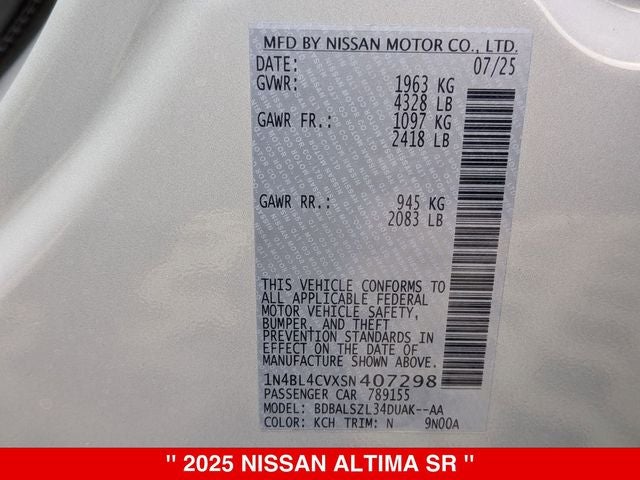 MFD BY NISSAN MOTOR CO., LTD.
DATE: 07/25
GVWR: 1963 KG
4328 LB
GAWR FR.: 1097 KG
2418 LB
GAWR RR.: 945 KG
2083 LB
THIS VEHICLE CONFORMS TO
ALL APPLICABLE FEDERAL
MOTOR VEHICLE SAFETY,
BUMPER, AND THEFT
PREVENTION STANDARDS
IN EFFECT ON THE DATE OF
MANUFACTURE SHOWN ABOVE.
1N4BL4CVXSN407298
PASSENGER CAR 789155
MODEL: BDBALSZL34DUAK--AA
COLOR: KCH TRIM: N 9N00A
" 2025 NISSAN ALTIMA SR "